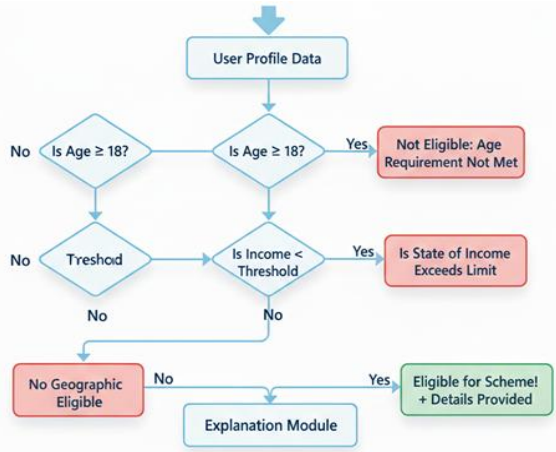 User Profile Data
No
Is Age ≥ 18?
Is Age ≥ 18?
Yes
Not Eligible: Age
Requirement Not Met
No
Treshold
Is Income <
Threshold
Yes
Is State of Income
Exceeds Limit
No
No
No Geographic
Eligible
No
Yes
Eligible for Scheme!
+ Details Provided
Explanation Module